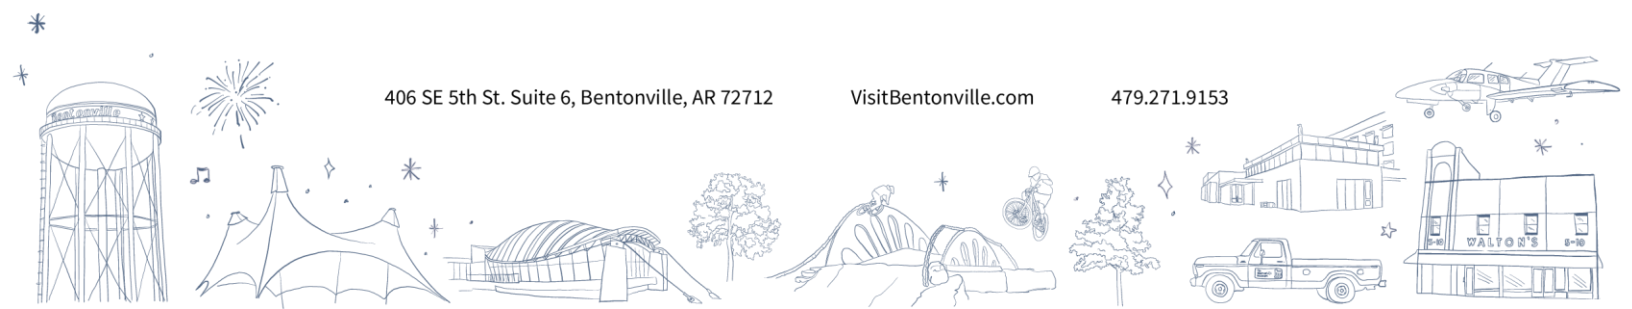 406 SE 5th St. Suite 6, Bentonville, AR 72712 VisitBentonville.com 479.271.9153
Bentonville
5-10 WALTON'S 5-10